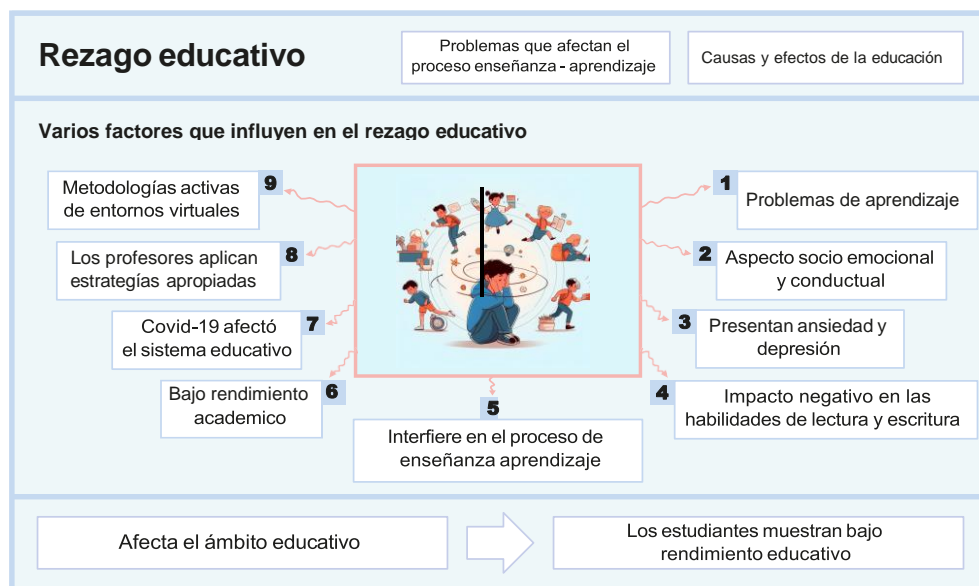 Rezago educativo
Problemas que afectan el
proceso enseñanza - aprendizaje
Causas y efectos de la educación
Varios factores que influyen en el rezago educativo
1
Problemas de aprendizaje
2
Aspecto socio emocional
y conductual
3
Presentan ansiedad y
depresión
4
Impacto negativo en las
habilidades de lectura y escritura
5
Interfiere en el proceso de
enseñanza aprendizaje
6
Bajo rendimiento
academico
7
Covid-19 afectó
el sistema educativo
8
Los profesores aplican
estrategías apropiadas
9
Metodologías activas
de entornos virtuales
Afecta el ámbito educativo
Los estudiantes muestran bajo
rendimiento educativo